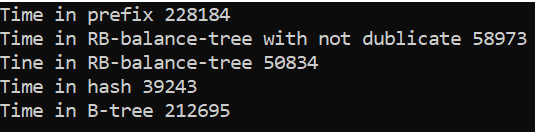 Time in prefix 228184
Time in RB-balance-tree with not dublicate 58973
Tine in RB-balance-tree 50834
Time in hash 39243
Time in B-tree 212695